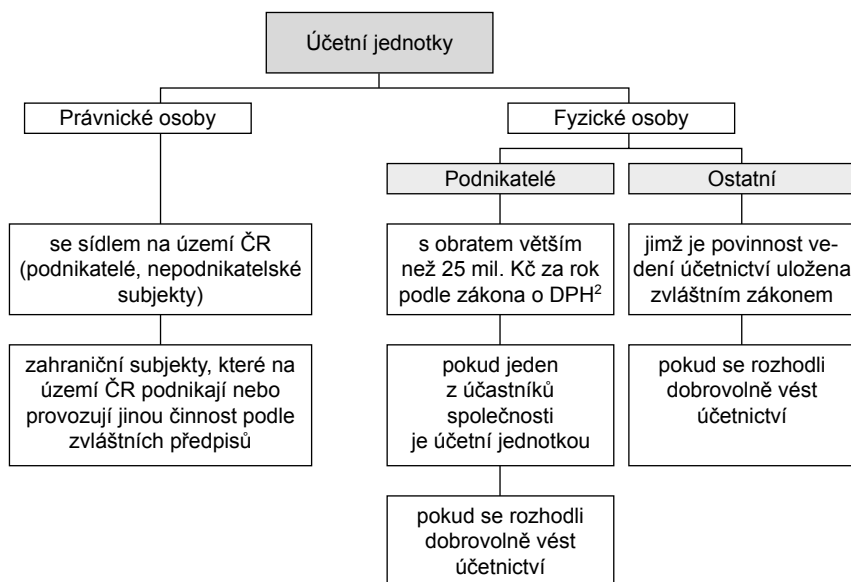 Účetní jednotky
Právnické osoby
Fyzické osoby
Podnikatelé
Ostatní
se sídlem na území ČR
(podnikatelé, nepodnikatelské
subjekty)
s obratem větším
než 25 mil. Kč za rok
podle zákona o DPH²
jimž je povinnost ve-
dení účetnictví uložena
zvláštním zákonem
zahraniční subjekty, které na
území ČR podnikají nebo
provozují jinou činnost podle
zvláštních předpisů
pokud jeden
z účastníků
společnosti
je účetní jednotkou
pokud se rozhodli
dobrovolně vést
účetnictví
pokud se rozhodli
dobrovolně vést
účetnictví